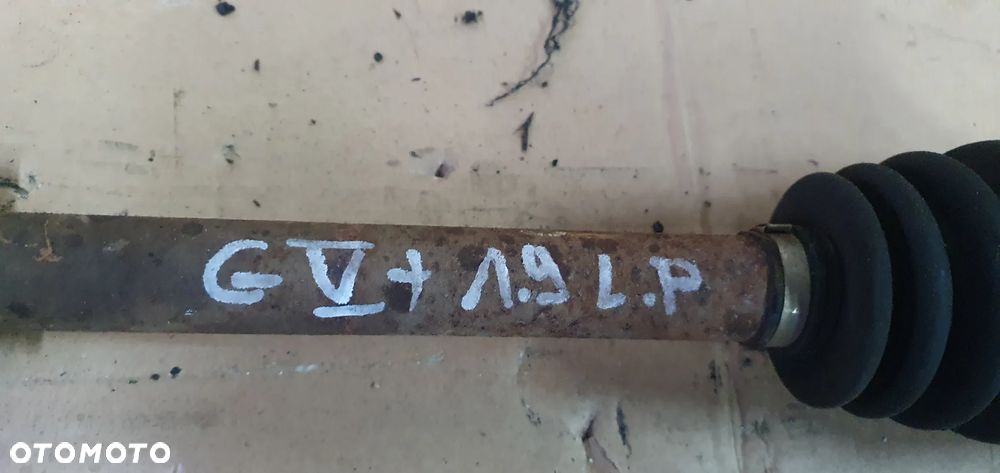 G V + 1.9 L.P
OTOMOTO